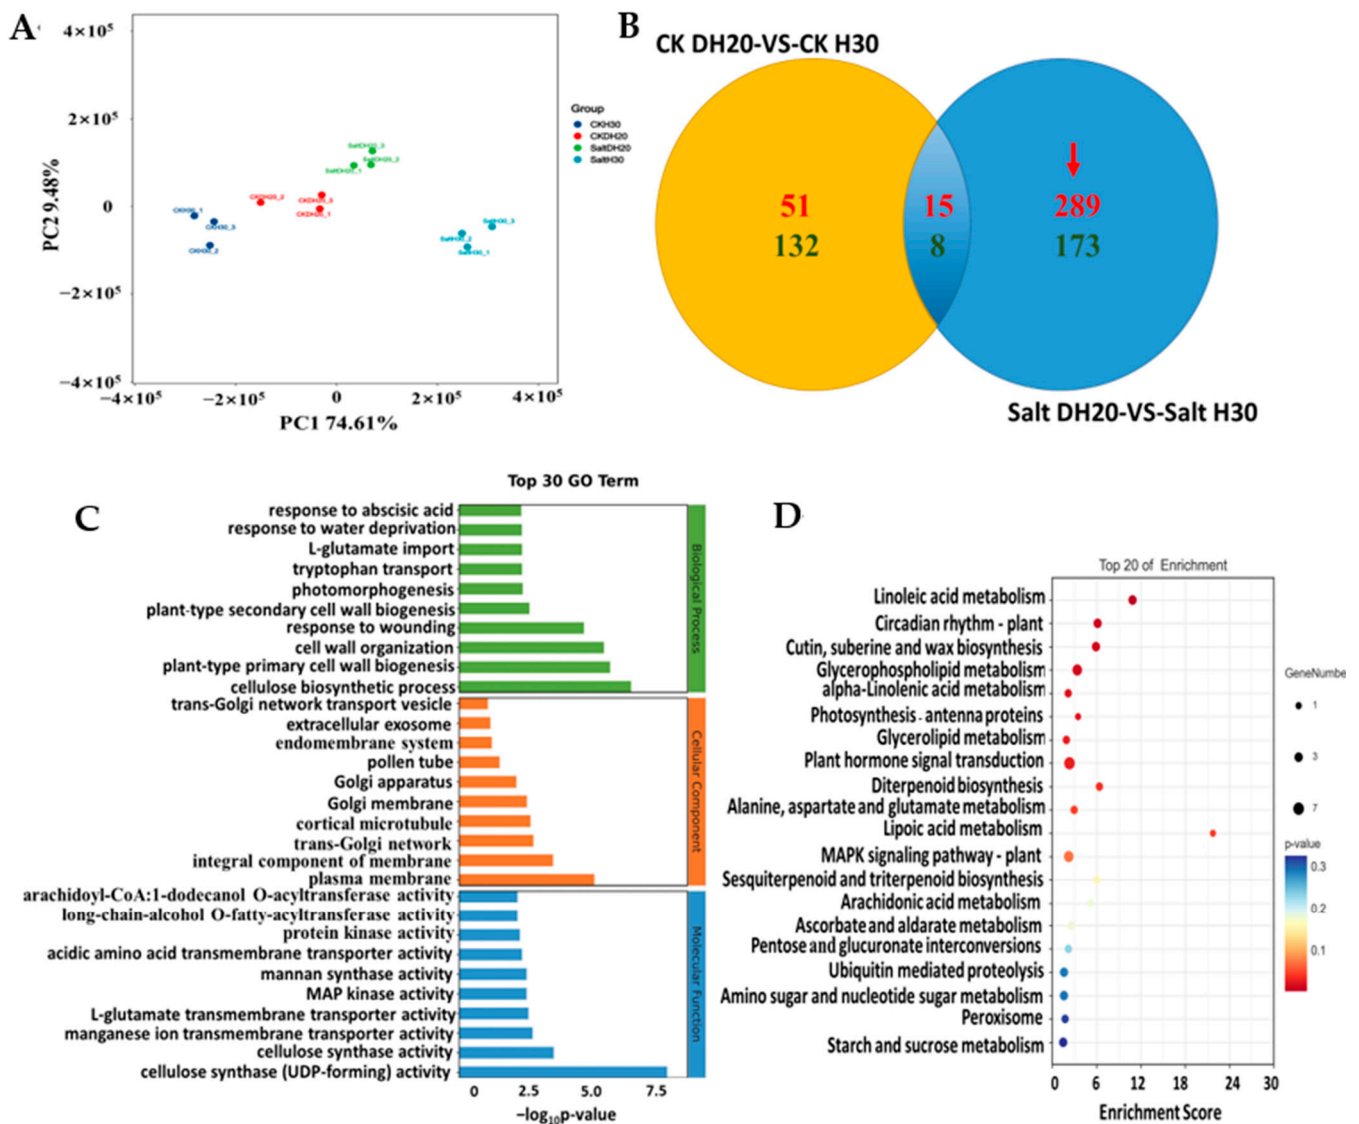 A
4×10⁵
2×10⁵
0
−2×10⁵
−4×10⁵
PC2 9.48%
−4×10⁵ −2×10⁵ 0 2×10⁵ 4×10⁵
PC1 74.61%
SaltDH20_3
SaltDH20_2
SaltDH20_1
CKDH20_2
CKDH20_3
CKDH20_1
CKH30_1
CKH30_3
CKH30_2
SaltH30_3
SaltH30_2
SaltH30_1
Group
CKH30
CKDH20
SaltDH20
SaltH30
B
CK DH20-VS-CK H30
51 15 289
132 8 173
Salt DH20-VS-Salt H30
C
Top 30 GO Term
response to abscisic acid
response to water deprivation
L-glutamate import
tryptophan transport
photomorphogenesis
plant-type secondary cell wall biogenesis
response to wounding
cell wall organization
plant-type primary cell wall biogenesis
cellulose biosynthetic process
trans-Golgi network transport vesicle
extracellular exosome
endomembrane system
pollen tube
Golgi apparatus
Golgi membrane
cortical microtubule
trans-Golgi network
integral component of membrane
plasma membrane
arachidoyl-CoA:1-dodecanol O-acyltransferase activity
long-chain-alcohol O-fatty-acyltransferase activity
protein kinase activity
acidic amino acid transmembrane transporter activity
mannan synthase activity
MAP kinase activity
L-glutamate transmembrane transporter activity
manganese ion transmembrane transporter activity
cellulose synthase activity
cellulose synthase (UDP-forming) activity
Biological Process
Cellular Component
Molecular Function
0 2.5 5.0 7.5
−log₁₀p-value
D
Top 20 of Enrichment
Linoleic acid metabolism
Circadian rhythm - plant
Cutin, suberine and wax biosynthesis
Glycerophospholipid metabolism
alpha-Linolenic acid metabolism
Photosynthesis - antenna proteins
Glycerolipid metabolism
Plant hormone signal transduction
Diterpenoid biosynthesis
Alanine, aspartate and glutamate metabolism
Lipoic acid metabolism
MAPK signaling pathway - plant
Sesquiterpenoid and triterpenoid biosynthesis
Arachidonic acid metabolism
Ascorbate and aldarate metabolism
Pentose and glucuronate interconversions
Ubiquitin mediated proteolysis
Amino sugar and nucleotide sugar metabolism
Peroxisome
Starch and sucrose metabolism
0 6 12 18 24 30
Enrichment Score
GeneNumbe
1
3
7
p-value
0.3
0.2
0.1